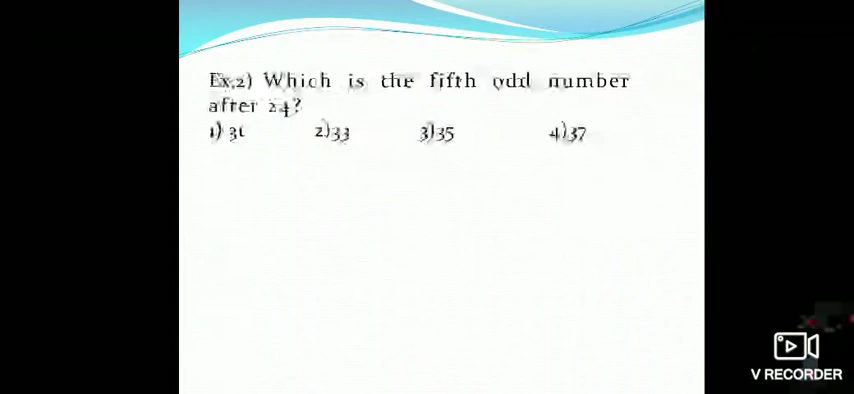 Ex.2) Which is the fifth odd number
after 24?
1) 31 2)33 3)35 4)37
V RECORDER